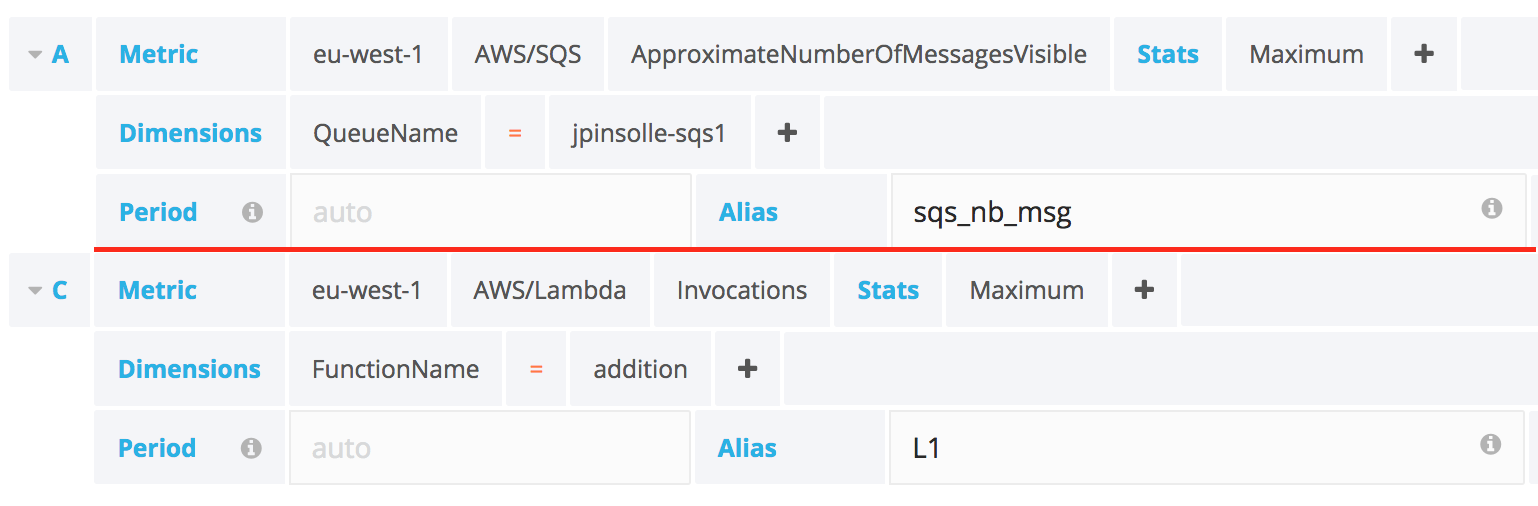 A Metric eu-west-1 AWS/SQS ApproximateNumberOfMessagesVisible Stats Maximum +
Dimensions QueueName = jpinsolle-sqs1 +
Period auto Alias sqs_nb_msg
C Metric eu-west-1 AWS/Lambda Invocations Stats Maximum +
Dimensions FunctionName = addition +
Period auto Alias L1